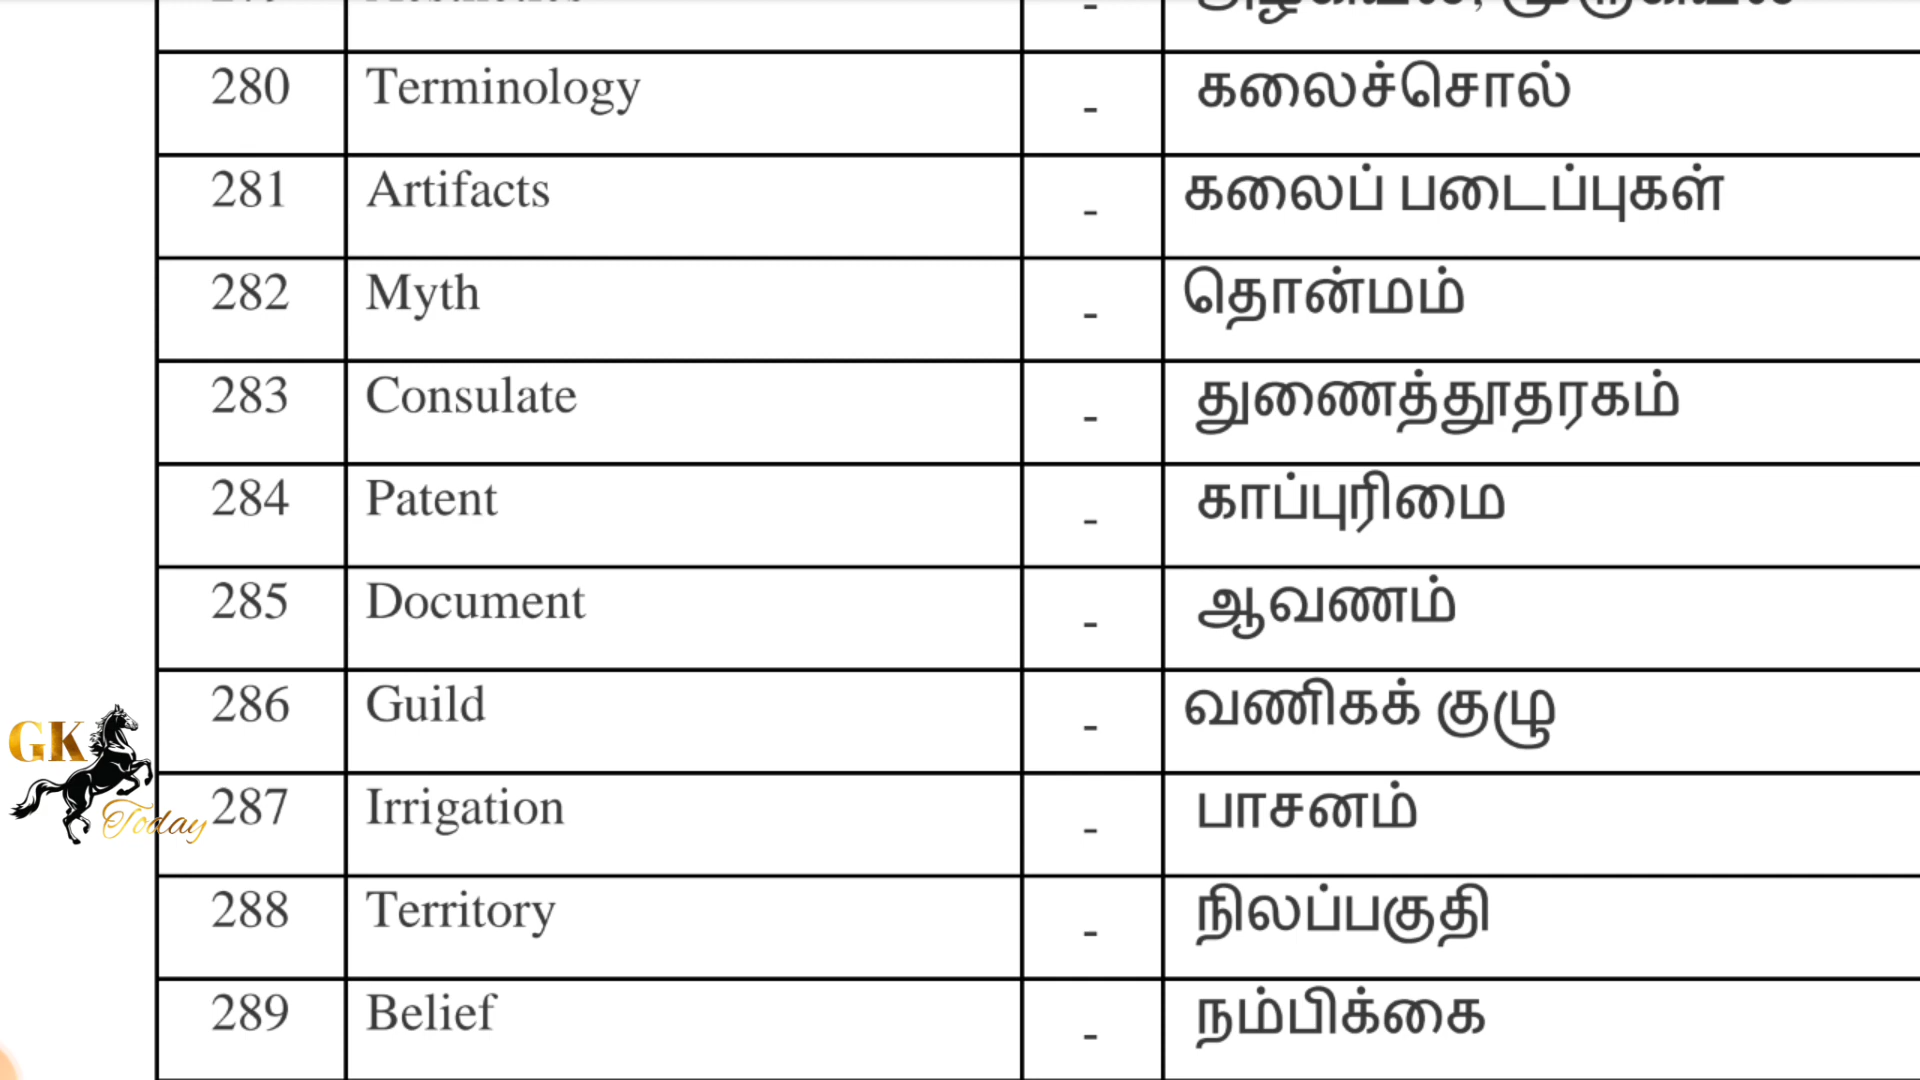 280 Terminology - கலைச்சொல்
281 Artifacts - கலைப் படைப்புகள்
282 Myth - தொன்மம்
283 Consulate - துணைத்தூதரகம்
284 Patent - காப்புரிமை
285 Document - ஆவணம்
286 Guild - வணிகக் குழு
287 Irrigation - பாசனம்
288 Territory - நிலப்பகுதி
289 Belief - நம்பிக்கை
GK
Today